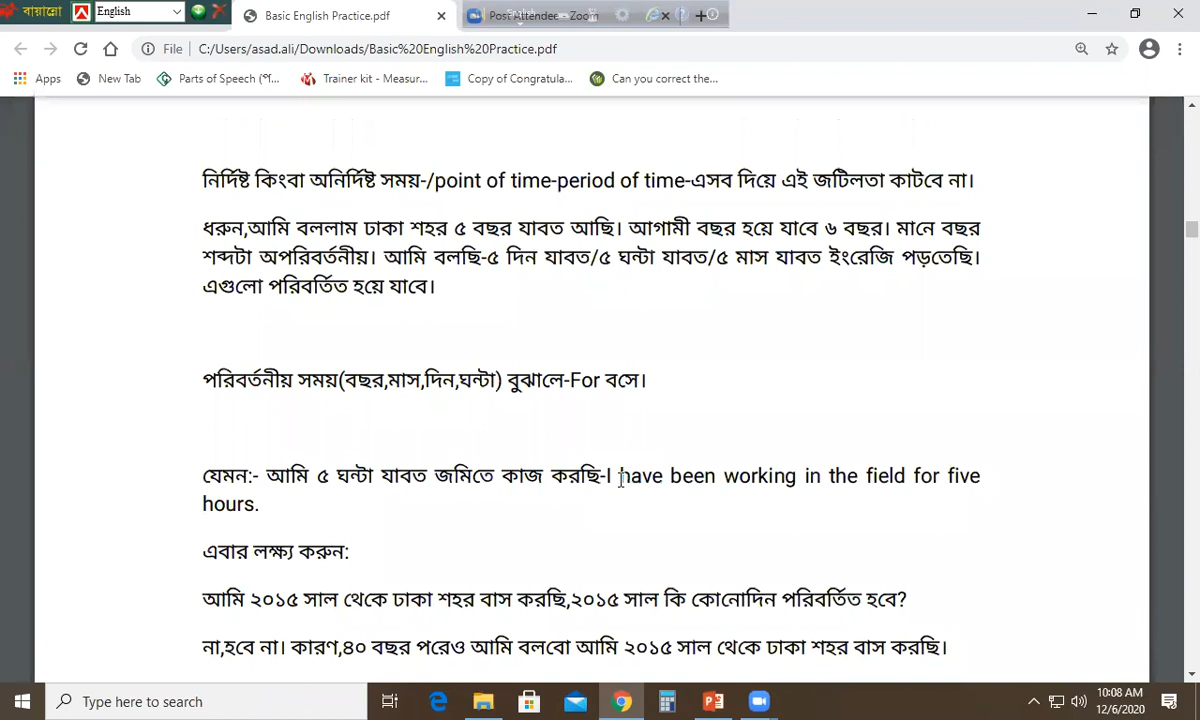 বায়ান্নো English Basic English Practice.pdf Post Attendee - Zoom
File C:/Users/asad.ali/Downloads/Basic%20English%20Practice.pdf
Apps New Tab Parts of Speech (প... Trainer kit - Measur... Copy of Congratula... Can you correct the...
নির্দিষ্ট কিংবা অনির্দিষ্ট সময়-/point of time-period of time-এসব দিয়ে এই জটিলতা কাটবে না।
ধরুন,আমি বললাম ঢাকা শহর ৫ বছর যাবত আছি। আগামী বছর হয়ে যাবে ৬ বছর। মানে বছর
শব্দটা অপরিবর্তনীয়। আমি বলছি-৫ দিন যাবত/৫ ঘন্টা যাবত/৫ মাস যাবত ইংরেজি পড়তেছি।
এগুলো পরিবর্তিত হয়ে যাবে।
পরিবর্তনীয় সময়(বছর,মাস,দিন,ঘন্টা) বুঝালে-For বসে।
যেমন:- আমি ৫ ঘন্টা যাবত জমিতে কাজ করছি-I have been working in the field for five
hours.
এবার লক্ষ্য করুন:
আমি ২০১৫ সাল থেকে ঢাকা শহর বাস করছি,২০১৫ সাল কি কোনোদিন পরিবর্তিত হবে?
না,হবে না। কারণ,৪০ বছর পরেও আমি বলবো আমি ২০১৫ সাল থেকে ঢাকা শহর বাস করছি।
Type here to search
10:08 AM
12/6/2020